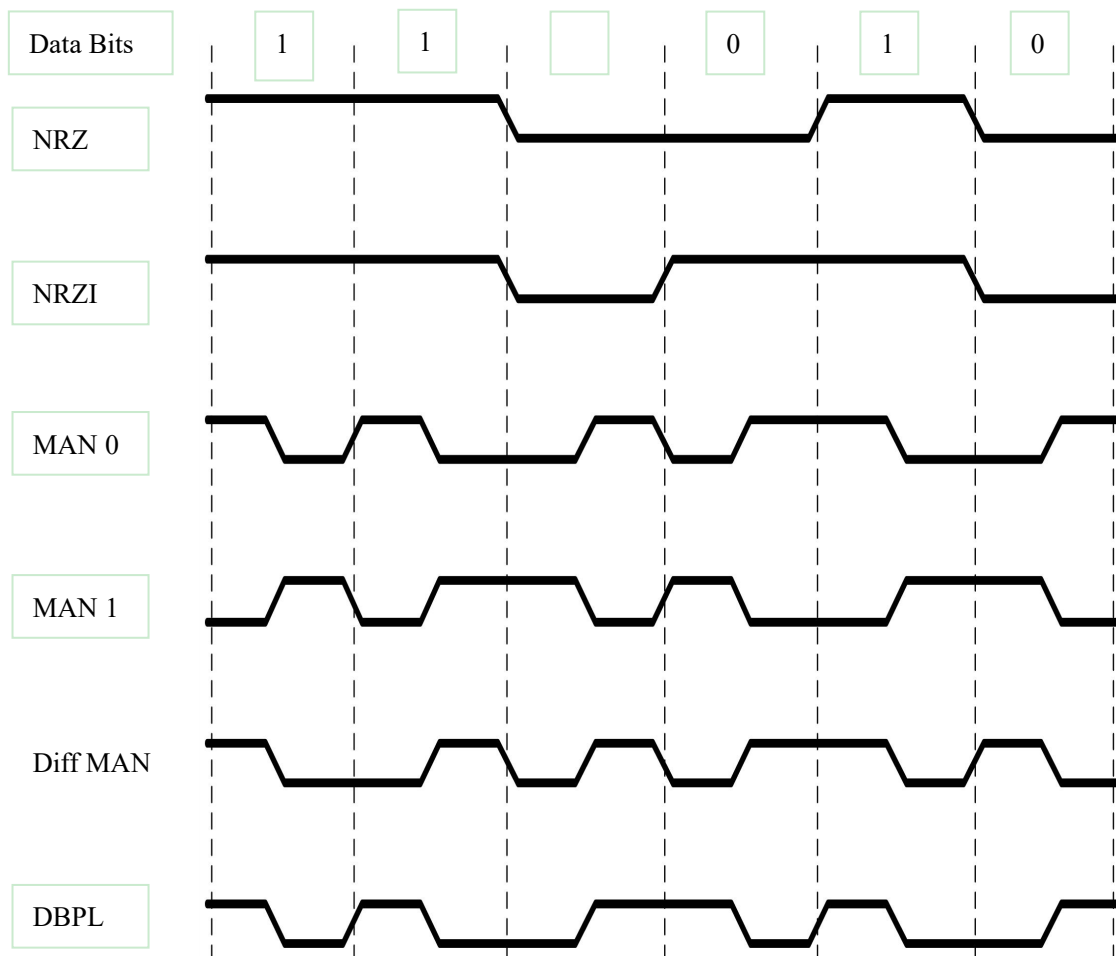 Data Bits 1 1 0 1 0
NRZ
NRZI
MAN 0
MAN 1
Diff MAN
DBPL